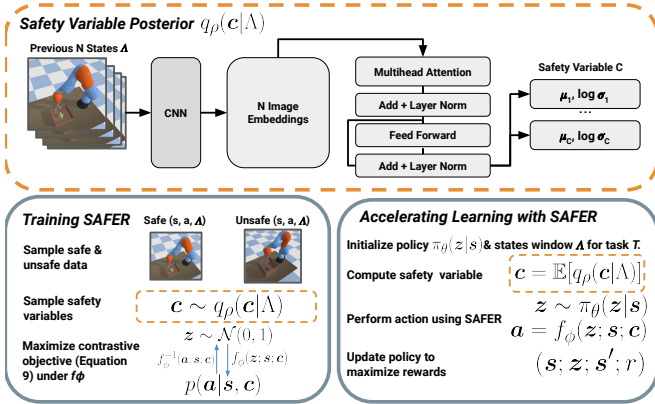 Safety Variable Posterior q_ρ(c|Λ)
Previous N States Λ
CNN
N Image
Embeddings
Multihead Attention
Add + Layer Norm
Feed Forward
Add + Layer Norm
Safety Variable C
μ₁, log σ₁
...
μ_C, log σ_C
Training SAFER
Safe (s, a, Λ)
Unsafe (s, a, Λ)
Sample safe &
unsafe data
Sample safety
variables
c ∼ q_ρ(c|Λ)
Maximize contrastive
objective (Equation
9) under fϕ
z ∼ N(0, 1)
f_ϕ⁻¹(a; s; c)
f_ϕ(z; s; c)
p(a|s, c)
Accelerating Learning with SAFER
Initialize policy π_θ(z|s) & states window Λ for task T.
Compute safety variable
c = 𝔼[q_ρ(c|Λ)]
Perform action using SAFER
z ∼ π_θ(z|s)
a = f_ϕ(z; s; c)
Update policy to
maximize rewards
(s; z; s′; r)